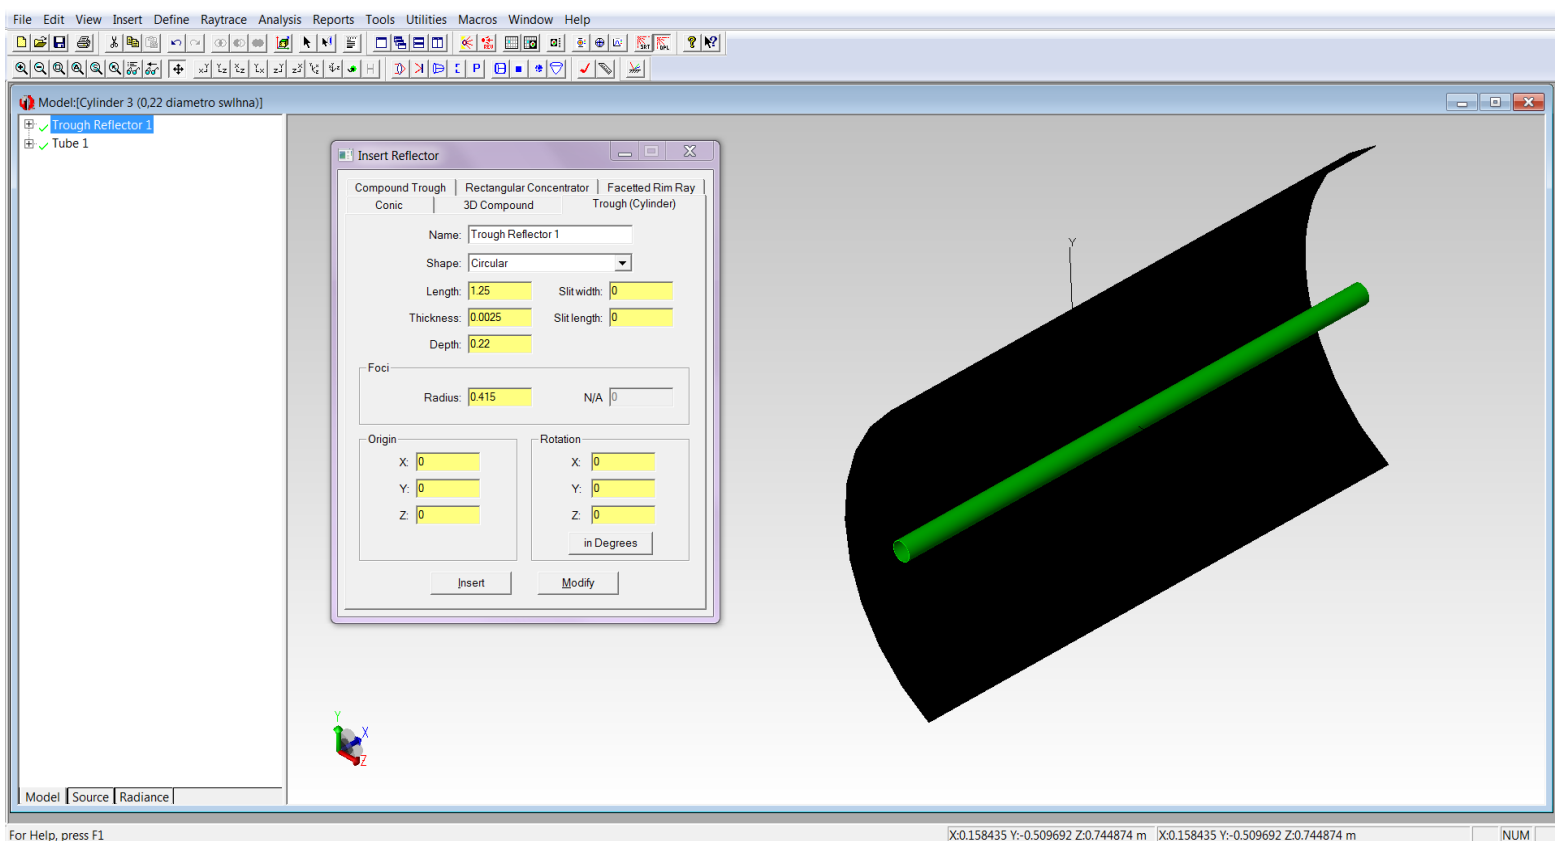 File Edit View Insert Define Raytrace Analysis Reports Tools Utilities Macros Window Help
Model:[Cylinder 3 (0,22 diametro swlhna)]
Trough Reflector 1
Tube 1
Insert Reflector
Compound Trough Rectangular Concentrator Facetted Rim Ray
Conic 3D Compound Trough (Cylinder)
Name: Trough Reflector 1
Shape: Circular
Length: 1.25 Slit width: 0
Thickness: 0.0025 Slit length: 0
Depth: 0.22
Foci
Radius: 0.415 N/A 0
Origin Rotation
X: 0 X: 0
Y: 0 Y: 0
Z: 0 Z: 0
in Degrees
Insert Modify
Y
Y
X
Z
Model Source Radiance
For Help, press F1 X:0.158435 Y:-0.509692 Z:0.744874 m X:0.158435 Y:-0.509692 Z:0.744874 m NUM